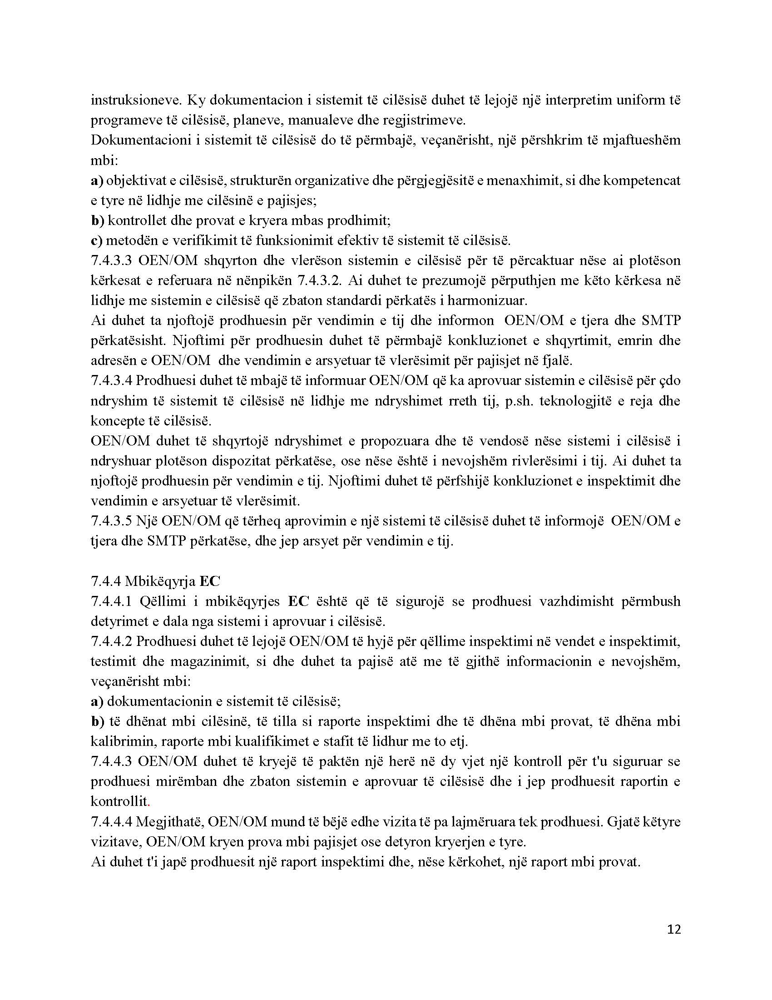 instruksioneve. Ky dokumentacion i sistemit të cilësisë duhet të lejojë një interpretim uniform të
programeve të cilësisë, planeve, manualeve dhe regjistrimeve.
Dokumentacioni i sistemit të cilësisë do të përmbajë, veçanërisht, një përshkrim të mjaftueshëm
mbi:
a) objektivat e cilësisë, strukturën organizative dhe përgjegjësitë e menaxhimit, si dhe kompetencat
e tyre në lidhje me cilësinë e pajisjes;
b) kontrollet dhe provat e kryera mbas prodhimit;
c) metodën e verifikimit të funksionimit efektiv të sistemit të cilësisë.
7.4.3.3 OEN/OM shqyrton dhe vlerëson sistemin e cilësisë për të përcaktuar nëse ai plotëson
kërkesat e referuara në nënpikën 7.4.3.2. Ai duhet te prezumojë përputhjen me këto kërkesa në
lidhje me sistemin e cilësisë që zbaton standardi përkatës i harmonizuar.
Ai duhet ta njoftojë prodhuesin për vendimin e tij dhe informon  OEN/OM e tjera dhe SMTP
përkatësisht. Njoftimi për prodhuesin duhet të përmbajë konkluzionet e shqyrtimit, emrin dhe
adresën e OEN/OM  dhe vendimin e arsyetuar të vlerësimit për pajisjet në fjalë.
7.4.3.4 Prodhuesi duhet të mbajë të informuar OEN/OM që ka aprovuar sistemin e cilësisë për çdo
ndryshim të sistemit të cilësisë në lidhje me ndryshimet rreth tij, p.sh. teknologjitë e reja dhe
koncepte të cilësisë.
OEN/OM duhet të shqyrtojë ndryshimet e propozuara dhe të vendosë nëse sistemi i cilësisë i
ndryshuar plotëson dispozitat përkatëse, ose nëse është i nevojshëm rivlerësimi i tij. Ai duhet ta
njoftojë prodhuesin për vendimin e tij. Njoftimi duhet të përfshijë konkluzionet e inspektimit dhe
vendimin e arsyetuar të vlerësimit.
7.4.3.5 Një OEN/OM që tërheq aprovimin e një sistemi të cilësisë duhet të informojë  OEN/OM e
tjera dhe SMTP përkatëse, dhe jep arsyet për vendimin e tij.
7.4.4 Mbikëqyrja EC
7.4.4.1 Qëllimi i mbikëqyrjes EC është që të sigurojë se prodhuesi vazhdimisht përmbush
detyrimet e dala nga sistemi i aprovuar i cilësisë.
7.4.4.2 Prodhuesi duhet të lejojë OEN/OM të hyjë për qëllime inspektimi në vendet e inspektimit,
testimit dhe magazinimit, si dhe duhet ta pajisë atë me të gjithë informacionin e nevojshëm,
veçanërisht mbi:
a) dokumentacionin e sistemit të cilësisë;
b) të dhënat mbi cilësinë, të tilla si raporte inspektimi dhe të dhëna mbi provat, të dhëna mbi
kalibrimin, raporte mbi kualifikimet e stafit të lidhur me to etj.
7.4.4.3 OEN/OM duhet të kryejë të paktën një herë në dy vjet një kontroll për t'u siguruar se
prodhuesi mirëmban dhe zbaton sistemin e aprovuar të cilësisë dhe i jep prodhuesit raportin e
kontrollit.
7.4.4.4 Megjithatë, OEN/OM mund të bëjë edhe vizita të pa lajmëruara tek prodhuesi. Gjatë këtyre
vizitave, OEN/OM kryen prova mbi pajisjet ose detyron kryerjen e tyre.
Ai duhet t'i japë prodhuesit një raport inspektimi dhe, nëse kërkohet, një raport mbi provat.
12